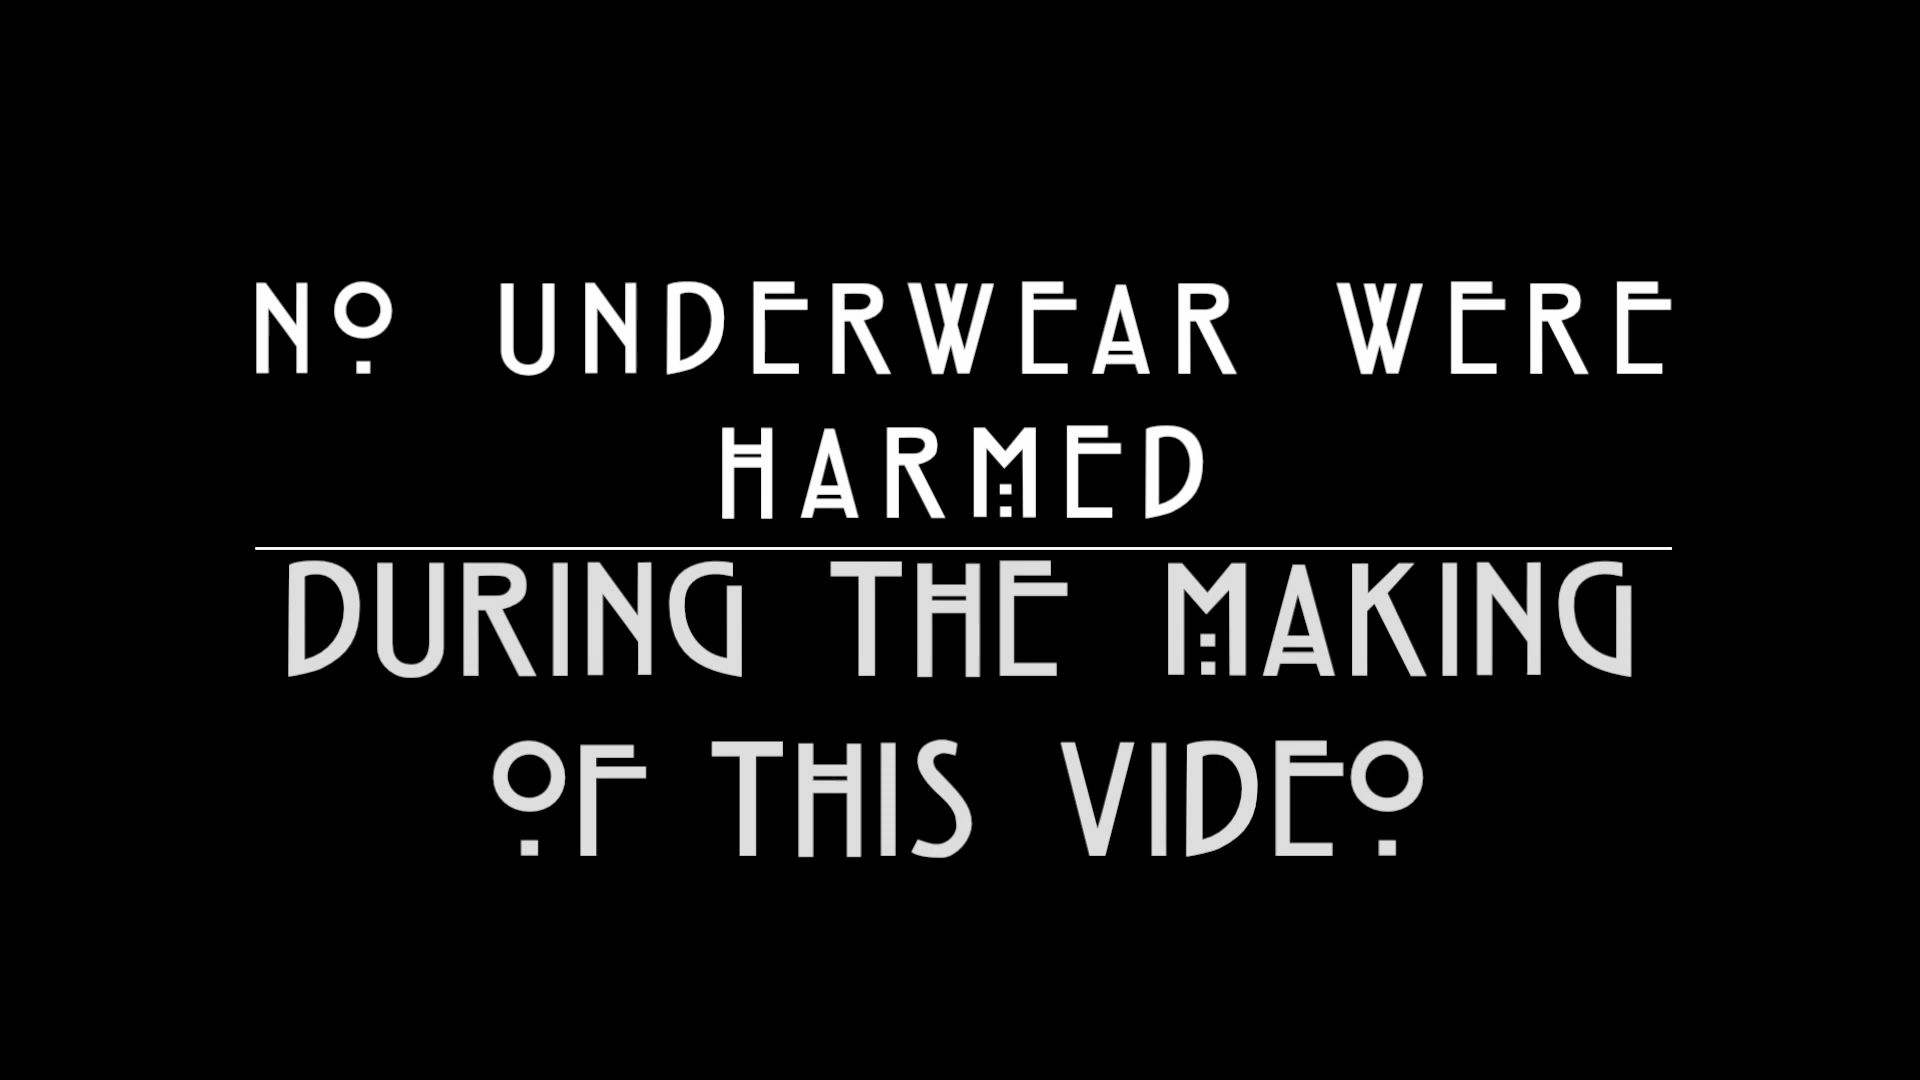 NO UNDERWEAR WERE
HARMED
DURING THE MAKING
OF THIS VIDEO